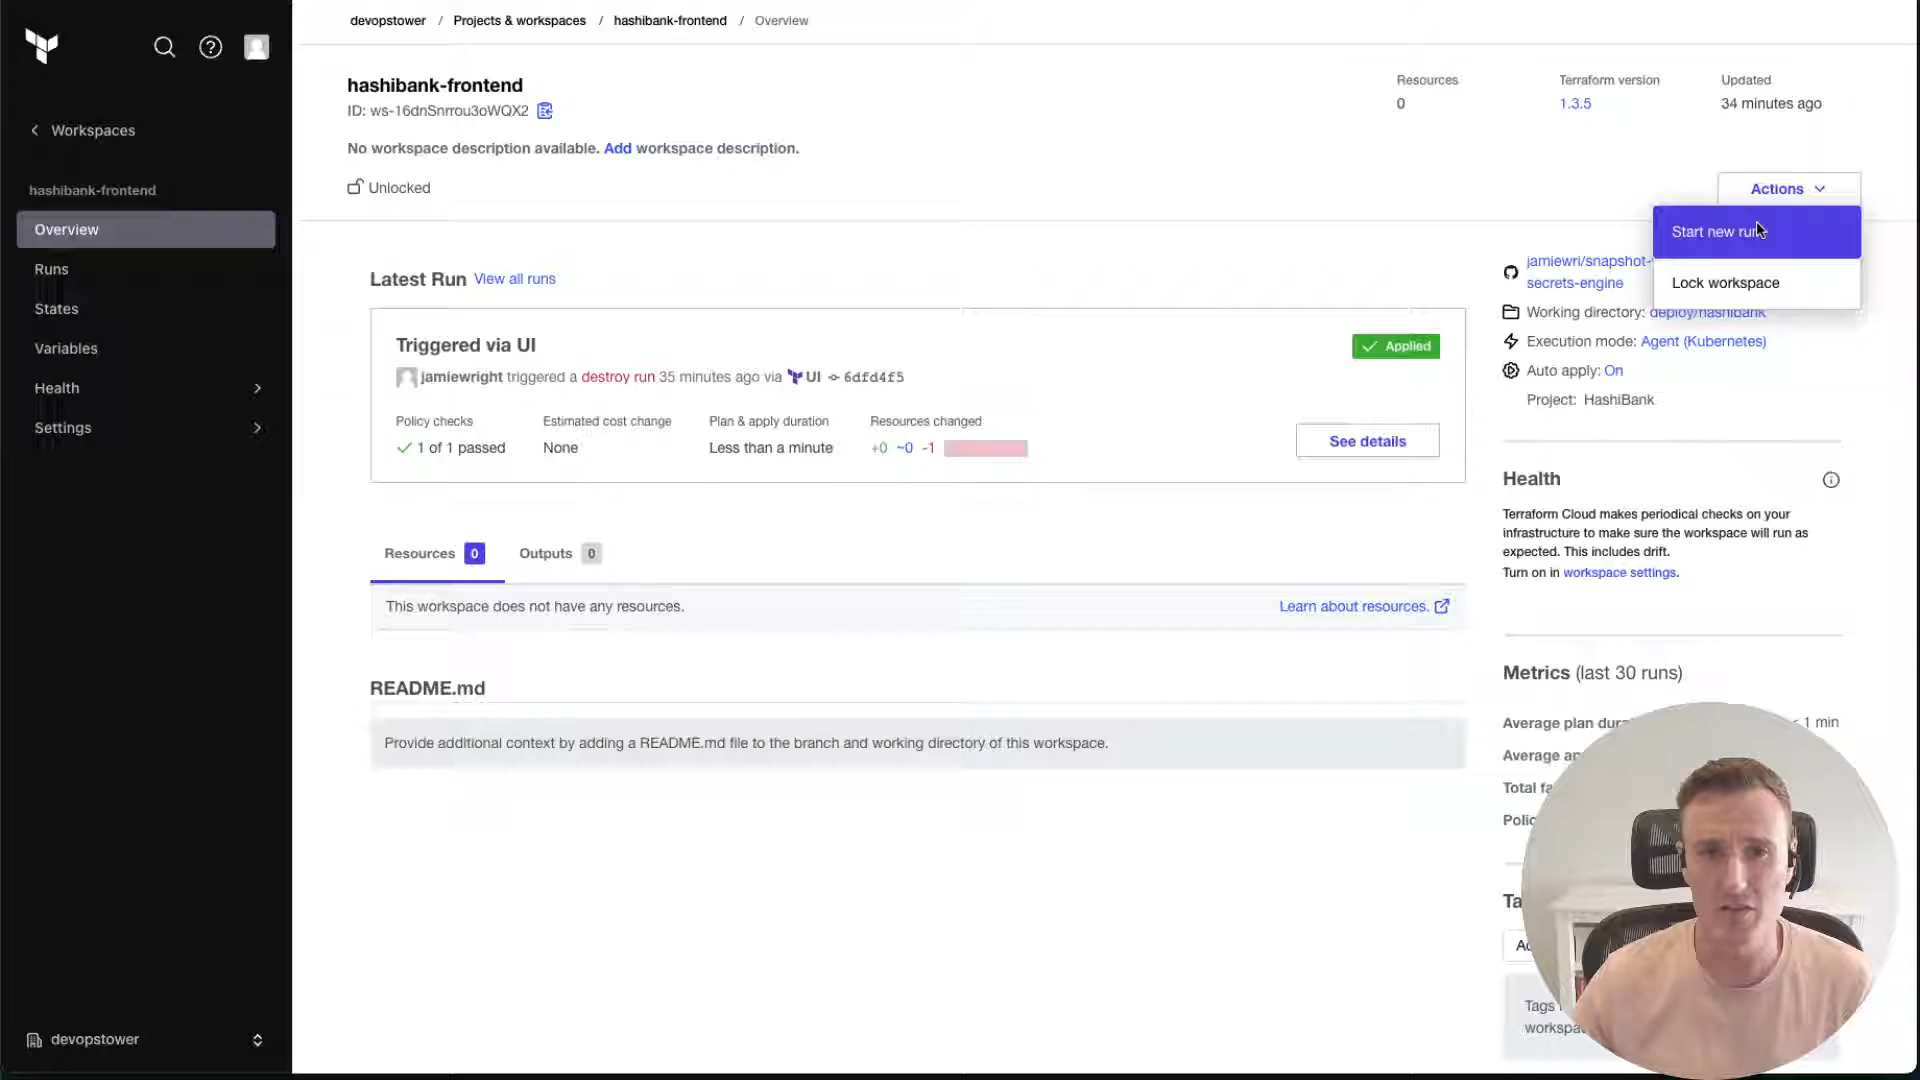 devopstower / Projects & workspaces / hashibank-frontend / Overview
Workspaces
hashibank-frontend
Overview
Runs
States
Variables
Health
Settings
devopstower
hashibank-frontend
ID: ws-16dnSnrrou3oWQX2
No workspace description available. Add workspace description.
Unlocked
Resources
0
Terraform version
1.3.5
Updated
34 minutes ago
Actions
Start new run
Lock workspace
Latest Run View all runs
Triggered via UI
Applied
jamiewright triggered a destroy run 35 minutes ago via UI 6dfd4f5
Policy checks
1 of 1 passed
Estimated cost change
None
Plan & apply duration
Less than a minute
Resources changed
+0 ~0 -1
See details
Resources 0
Outputs 0
This workspace does not have any resources.
Learn about resources.
README.md
Provide additional context by adding a README.md file to the branch and working directory of this workspace.
jamiewri/snapshot-
secrets-engine
Working directory: deploy/hashibank
Execution mode: Agent (Kubernetes)
Auto apply: On
Project: HashiBank
Health
Terraform Cloud makes periodical checks on your
infrastructure to make sure the workspace will run as
expected. This includes drift.
Turn on in workspace settings.
Metrics (last 30 runs)
Average plan
1 min
Average
Total
Tags